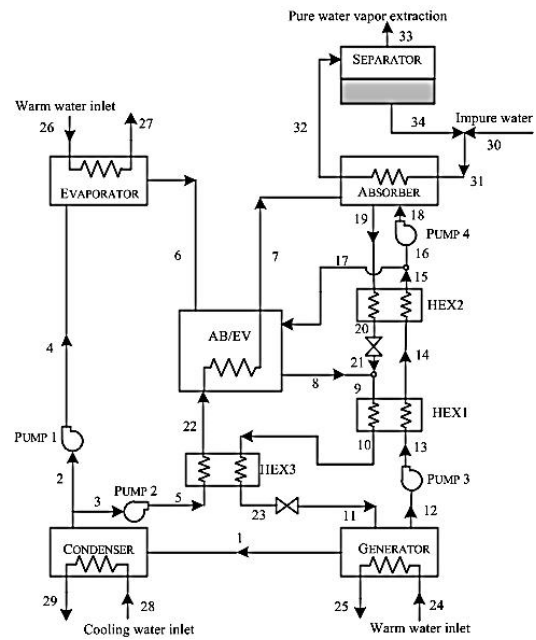 Pure water vapor extraction
33
SEPARATOR
Warm water inlet
26
27
32
34
Impure water
30
31
EVAPORATOR
ABSORBER
18
19
PUMP 4
16
6
7
17
15
HEX2
20
AB/EV
21
14
4
8
9
22
HEX1
10
13
PUMP 1
HEX3
PUMP 3
2
3
PUMP 2
5
23
11
12
CONDENSER
1
GENERATOR
29
28
25
24
Cooling water inlet
Warm water inlet